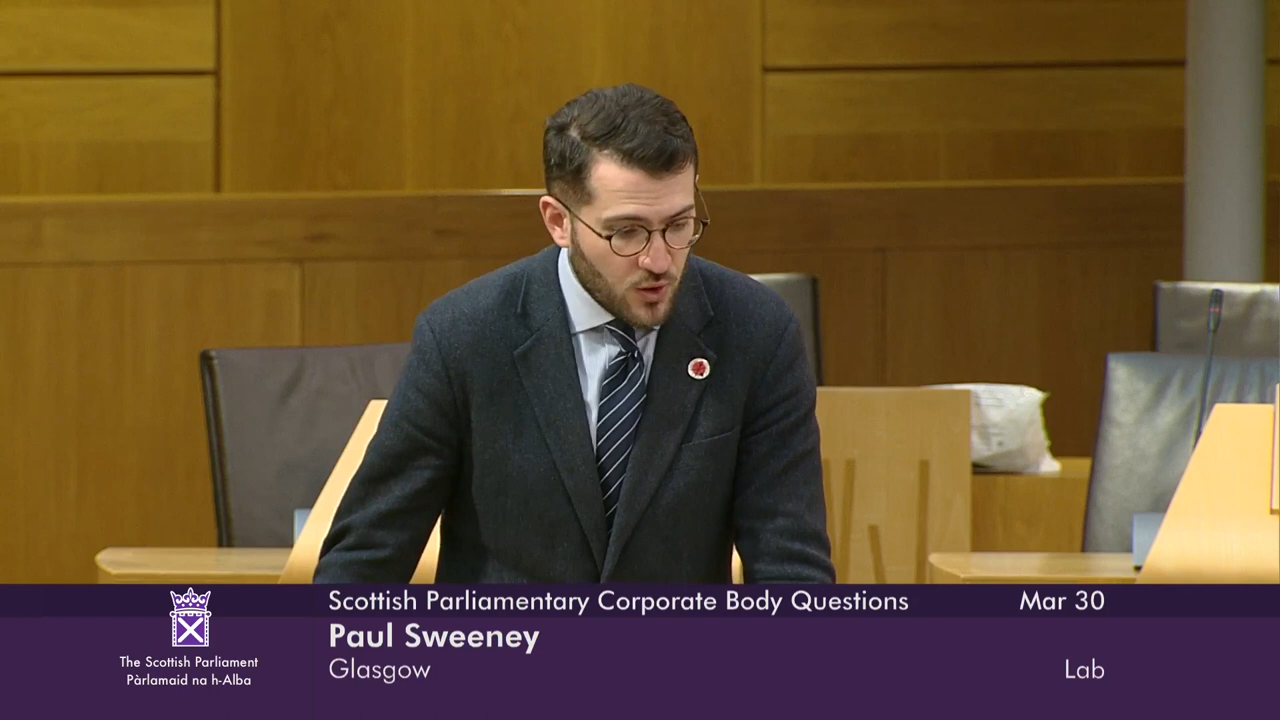 Scottish Parliamentary Corporate Body Questions Mar 30
Paul Sweeney
Glasgow Lab
The Scottish Parliament
Pàrlamaid na h-Alba